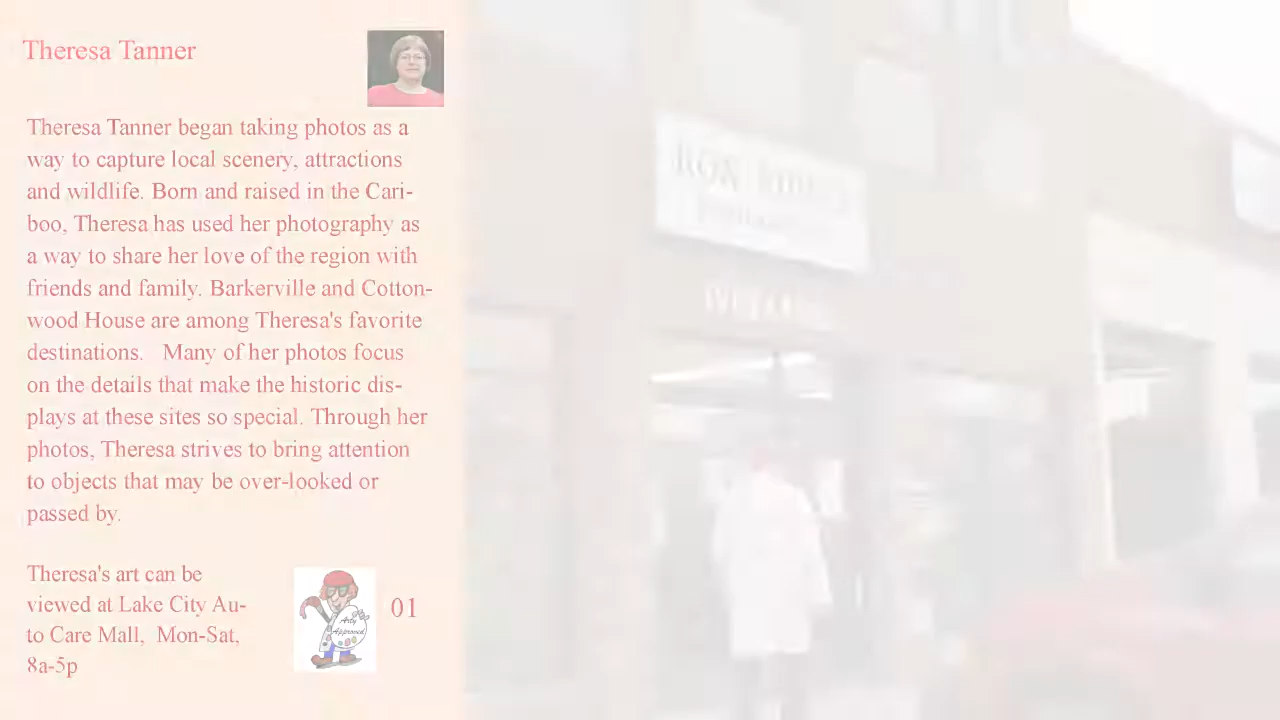 Theresa Tanner
Theresa Tanner began taking photos as a
way to capture local scenery, attractions
and wildlife. Born and raised in the Cari-
boo, Theresa has used her photography as
a way to share her love of the region with
friends and family. Barkerville and Cotton-
wood House are among Theresa's favorite
destinations.   Many of her photos focus
on the details that make the historic dis-
plays at these sites so special. Through her
photos, Theresa strives to bring attention
to objects that may be over-looked or
passed by.
Theresa's art can be
viewed at Lake City Au-
to Care Mall,  Mon-Sat,
8a-5p
Arty
Approved
01